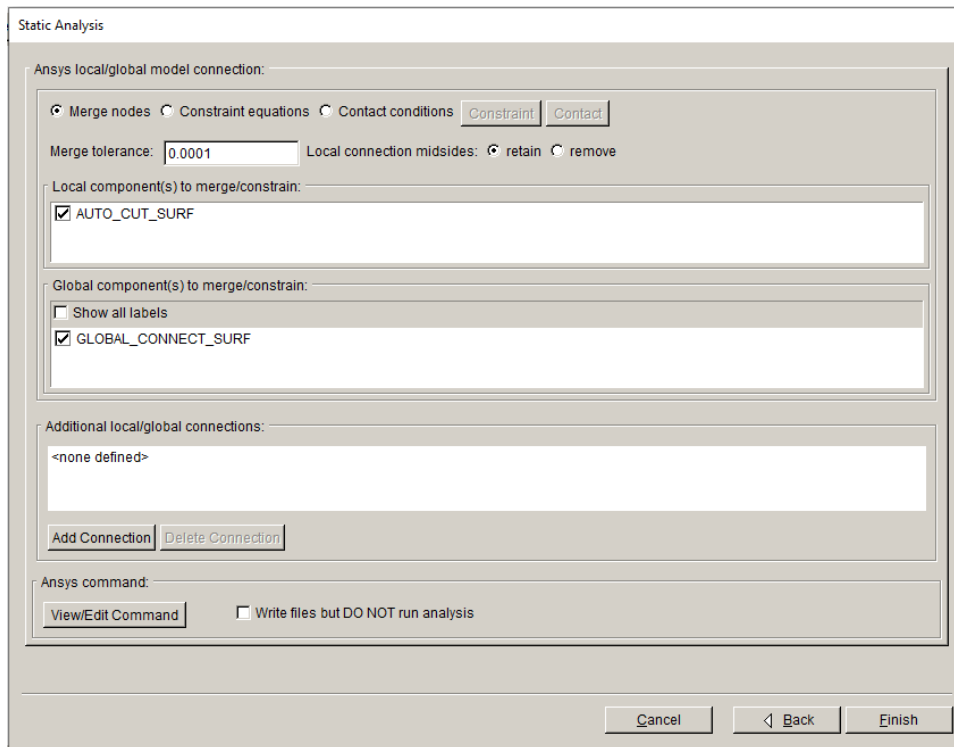 Static Analysis
Ansys local/global model connection:
Merge nodes Constraint equations Contact conditions Constraint Contact
Merge tolerance: 0.0001 Local connection midsides: retain remove
Local component(s) to merge/constrain:
AUTO_CUT_SURF
Global component(s) to merge/constrain:
Show all labels
GLOBAL_CONNECT_SURF
Additional local/global connections:
<none defined>
Add Connection Delete Connection
Ansys command:
View/Edit Command Write files but DO NOT run analysis
Cancel Back Finish